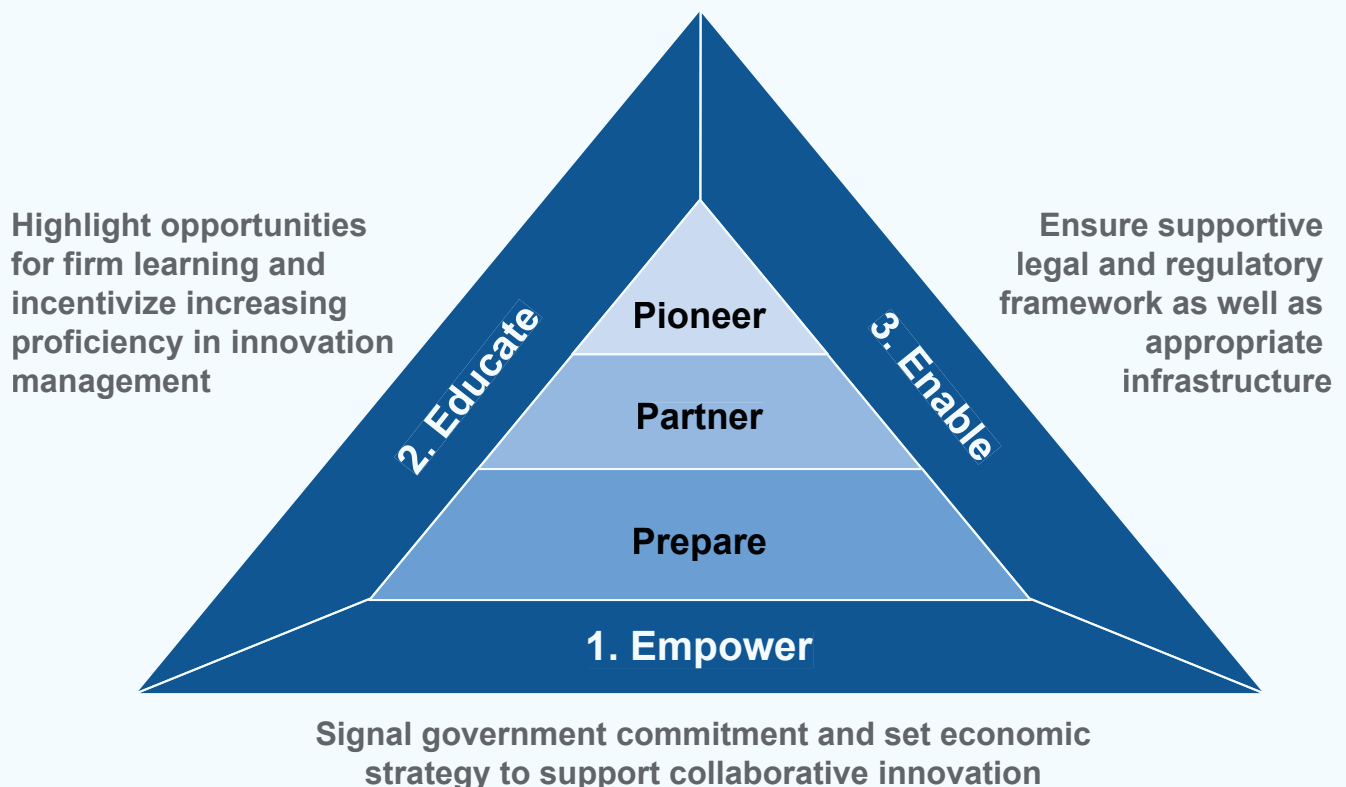 Highlight opportunities
for firm learning and
incentivize increasing
proficiency in innovation
management
2. Educate
Pioneer
Partner
Prepare
3. Enable
Ensure supportive
legal and regulatory
framework as well as
appropriate
infrastructure
1. Empower
Signal government commitment and set economic
strategy to support collaborative innovation